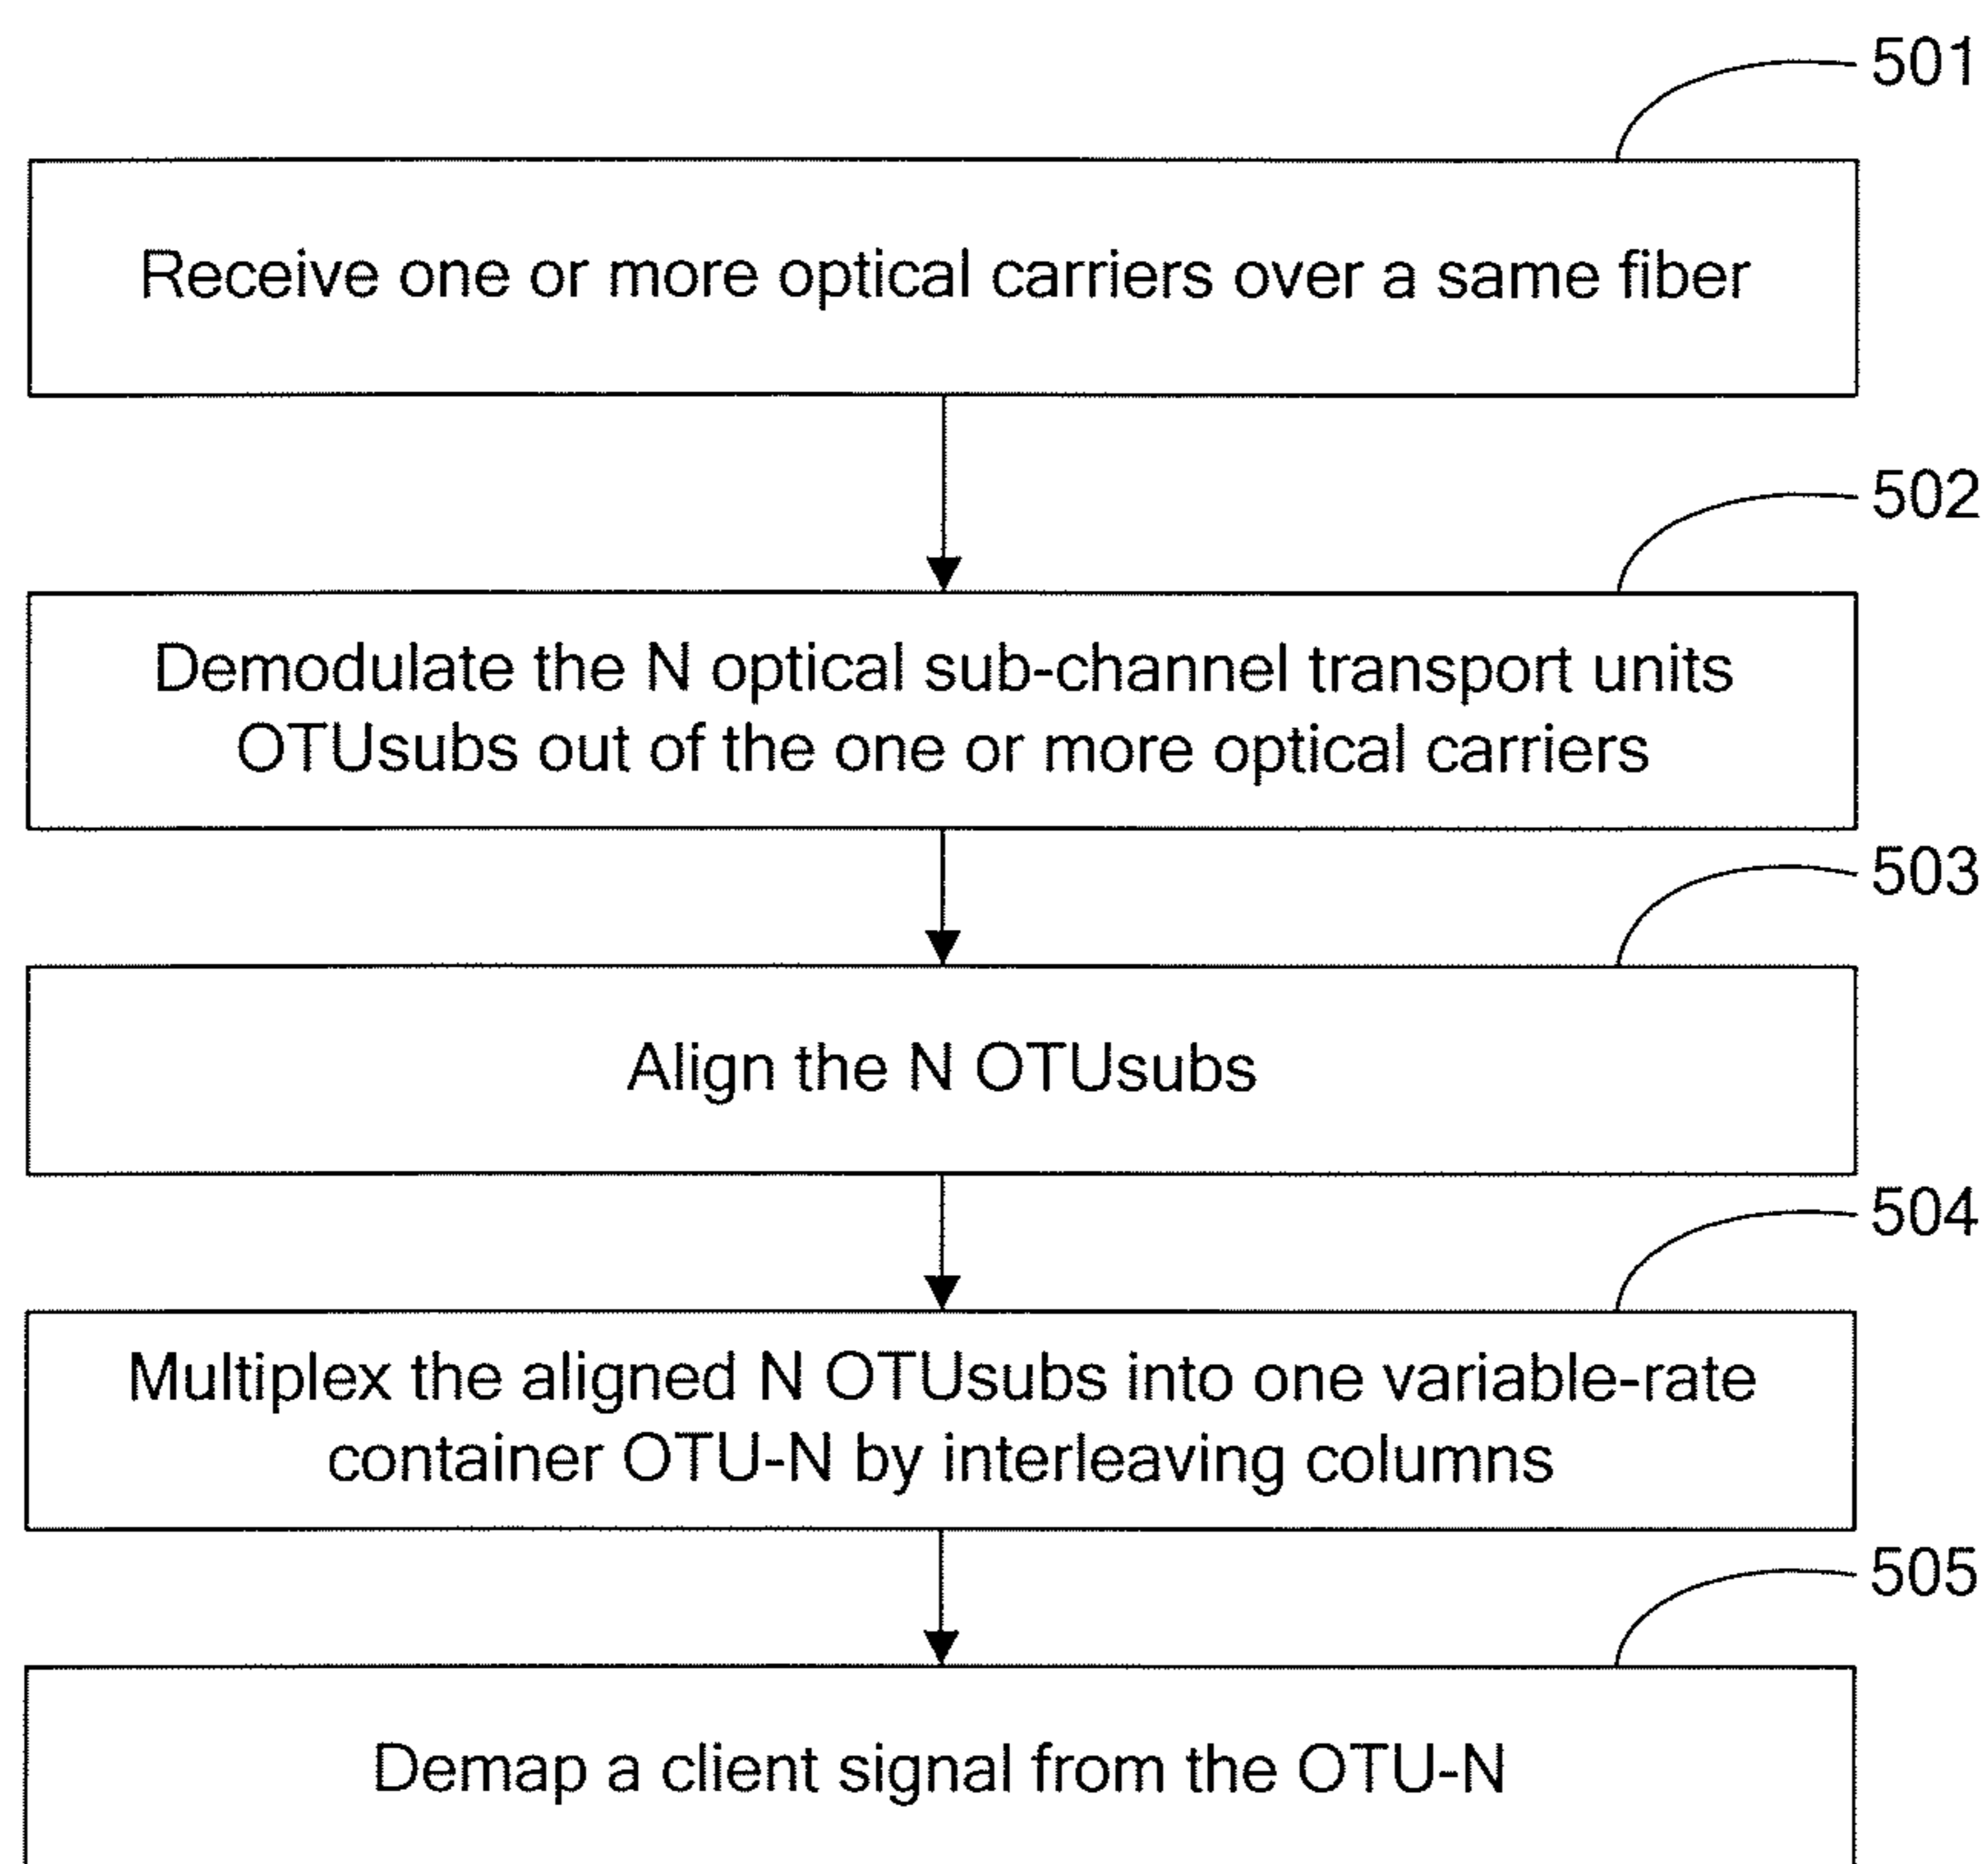 501
Receive one or more optical carriers over a same fiber
502
Demodulate the N optical sub-channel transport units
OTUsubs out of the one or more optical carriers
503
Align the N OTUsubs
504
Multiplex the aligned N OTUsubs into one variable-rate
container OTU-N by interleaving columns
505
Demap a client signal from the OTU-N